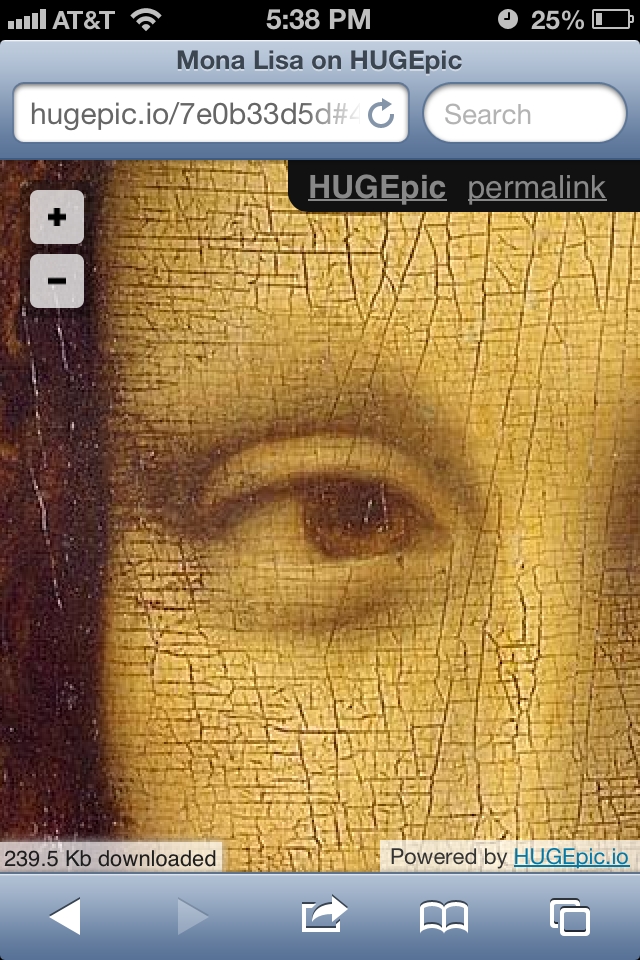 AT&T 5:38 PM 25%
Mona Lisa on HUGEpic
hugepic.io/7e0b33d5d#4 Search
HUGEpic permalink
+
−
239.5 Kb downloaded Powered by HUGEpic.io